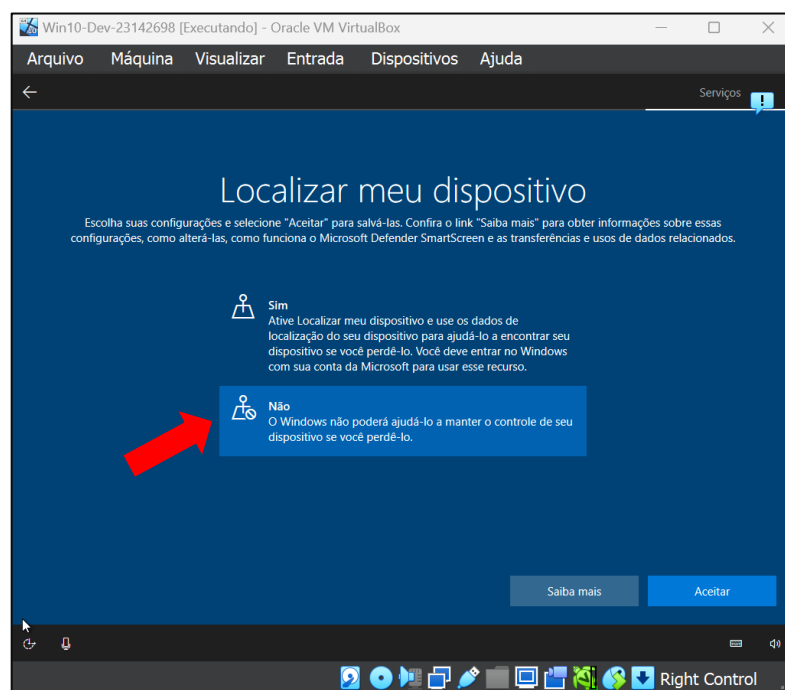 Win10-Dev-23142698 [Executando] - Oracle VM VirtualBox
Arquivo Máquina Visualizar Entrada Dispositivos Ajuda
Serviços
Localizar meu dispositivo
Escolha suas configurações e selecione "Aceitar" para salvá-las. Confira o link "Saiba mais" para obter informações sobre essas
configurações, como alterá-las, como funciona o Microsoft Defender SmartScreen e as transferências e usos de dados relacionados.
Sim
Ative Localizar meu dispositivo e use os dados de
localização do seu dispositivo para ajudá-lo a encontrar seu
dispositivo se você perdê-lo. Você deve entrar no Windows
com sua conta da Microsoft para usar esse recurso.
Não
O Windows não poderá ajudá-lo a manter o controle de seu
dispositivo se você perdê-lo.
Saiba mais Aceitar
Right Control